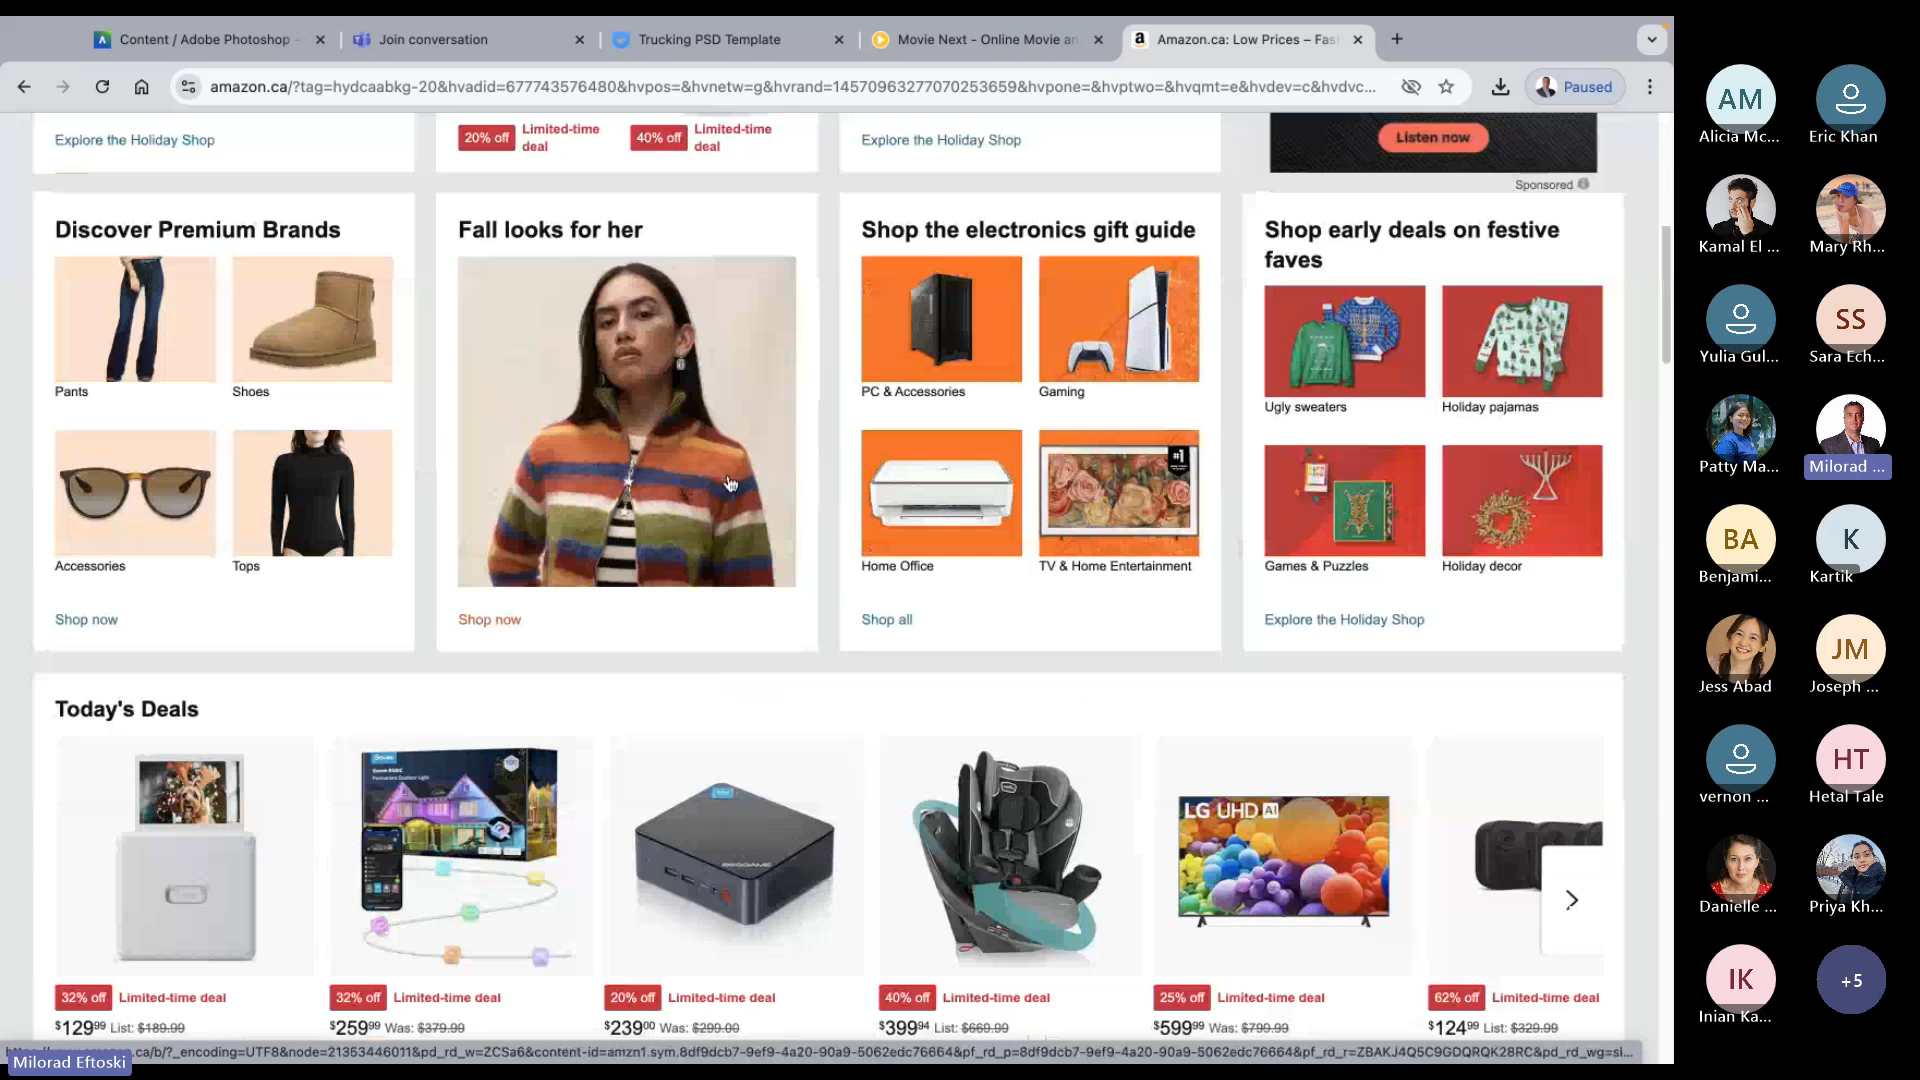 Content / Adobe Photoshop -
Join conversation
Trucking PSD Template
Movie Next - Online Movie an
Amazon.ca: Low Prices – Fast
amazon.ca/?tag=hydcaabkg-20&hvadid=677743576480&hvpos=&hvnetw=g&hvrand=14570963277070253659&hvpone=&hvptwo=&hvqmt=e&hvdev=c&hvdvc...
Paused
Explore the Holiday Shop
20% off
Limited-time
deal
40% off
Limited-time
deal
Explore the Holiday Shop
Listen now
Sponsored
Discover Premium Brands
Pants
Shoes
Accessories
Tops
Shop now
Fall looks for her
Shop now
Shop the electronics gift guide
PC & Accessories
Gaming
#1
Home Office
TV & Home Entertainment
Shop all
Shop early deals on festive
faves
Ugly sweaters
Holiday pajamas
Games & Puzzles
Holiday decor
Explore the Holiday Shop
Today's Deals
LG UHD AI
32% off Limited-time deal
$129.99 List: $189.99
32% off Limited-time deal
$259.99 Was: $379.99
20% off Limited-time deal
$239.00 Was: $299.00
40% off Limited-time deal
$399.94 List: $669.99
25% off Limited-time deal
$599.99 Was: $799.99
62% off Limited-time deal
$124.99 List: $329.99
Milorad Eftoski
AM
Alicia Mc...
Eric Khan
Kamal El ...
Mary Rh...
Yulia Gul...
SS
Sara Ech...
Patty Ma...
Milorad ...
BA
Benjami...
K
Kartik
Jess Abad
JM
Joseph ...
vernon ...
HT
Hetal Tale
Danielle ...
Priya Kh...
IK
Inian Ka...
+5